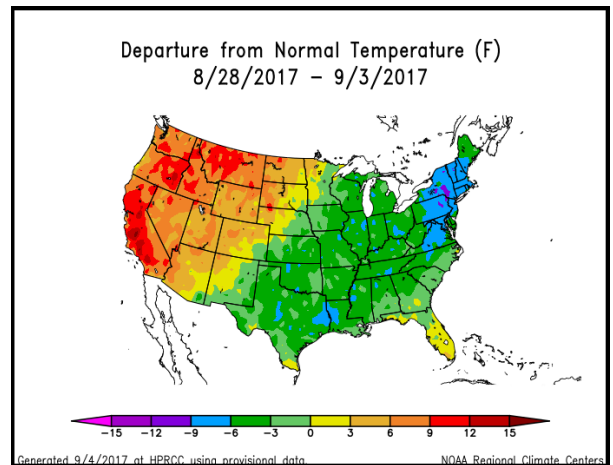 Departure from Normal Temperature (F)
8/28/2017 – 9/3/2017
-15 -12 -9 -6 -3 0 3 6 9 12 15
Generated 9/4/2017 at HPRCC using provisional data.
NOAA Regional Climate Centers